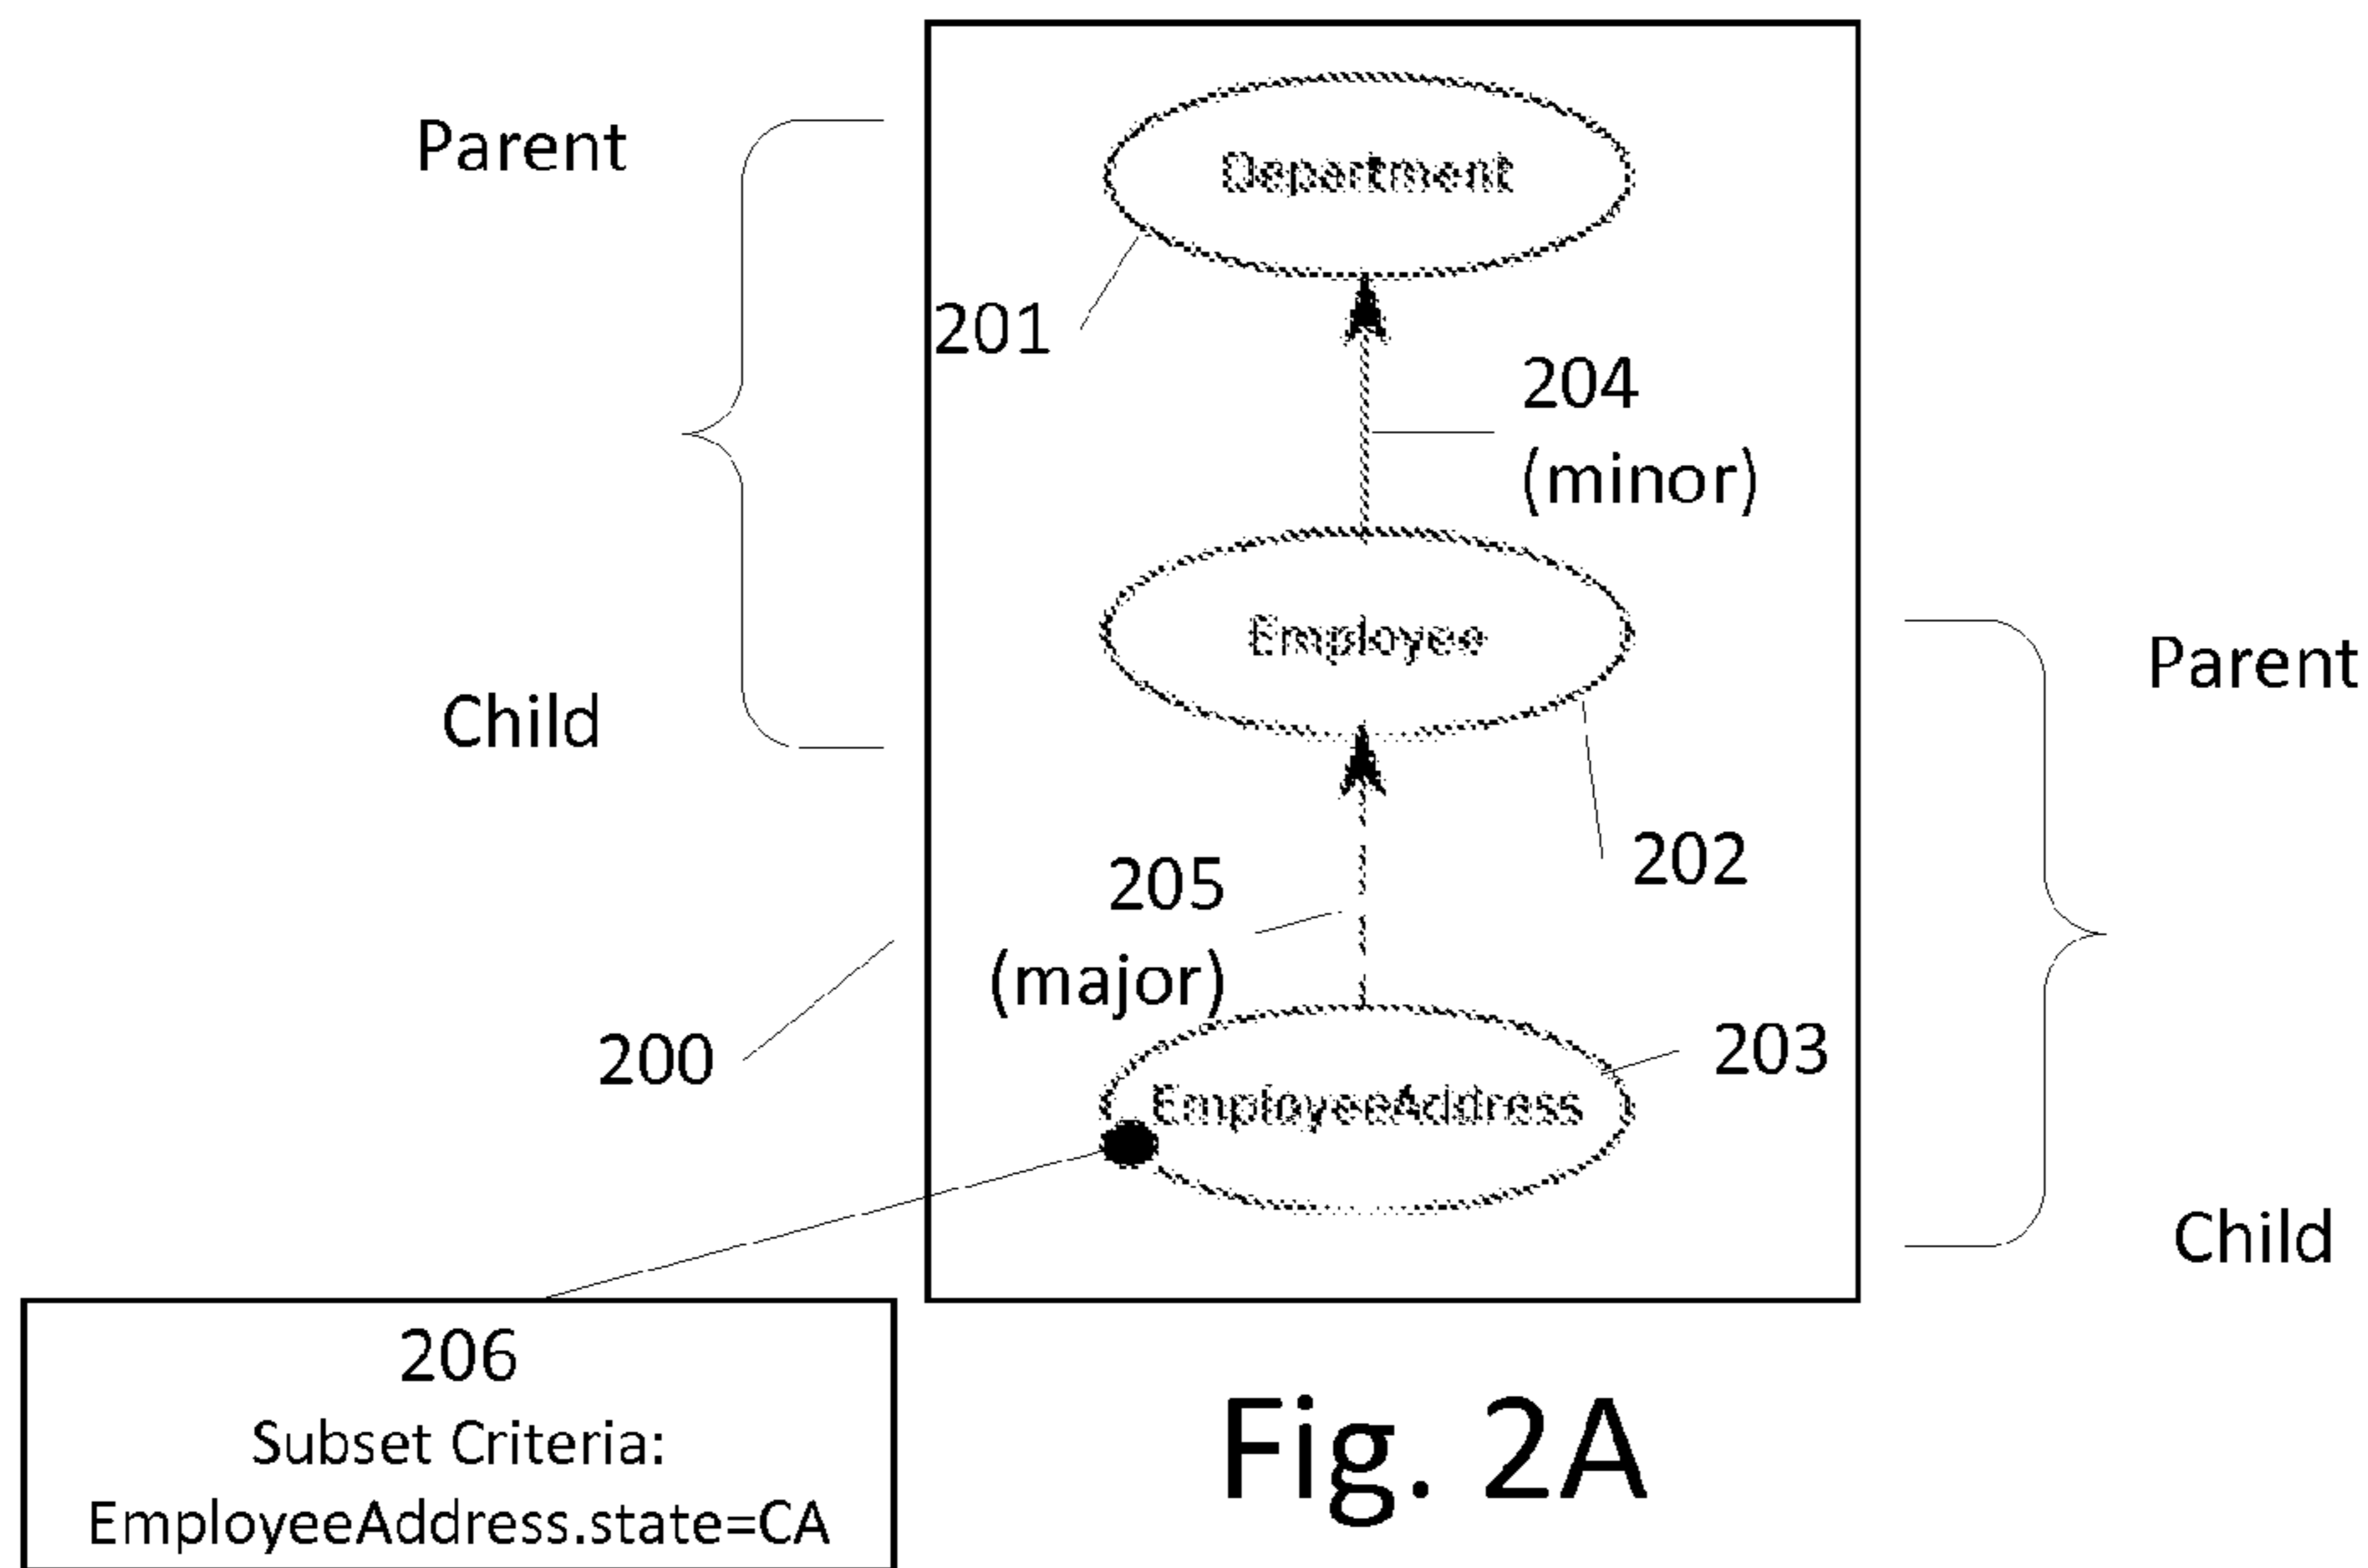 Parent
Department
201
204
(minor)
Child
Employee
Parent
202
205
(major)
200
203
EmployeeAddress
Child
206
Subset Criteria:
EmployeeAddress.state=CA
Fig. 2A